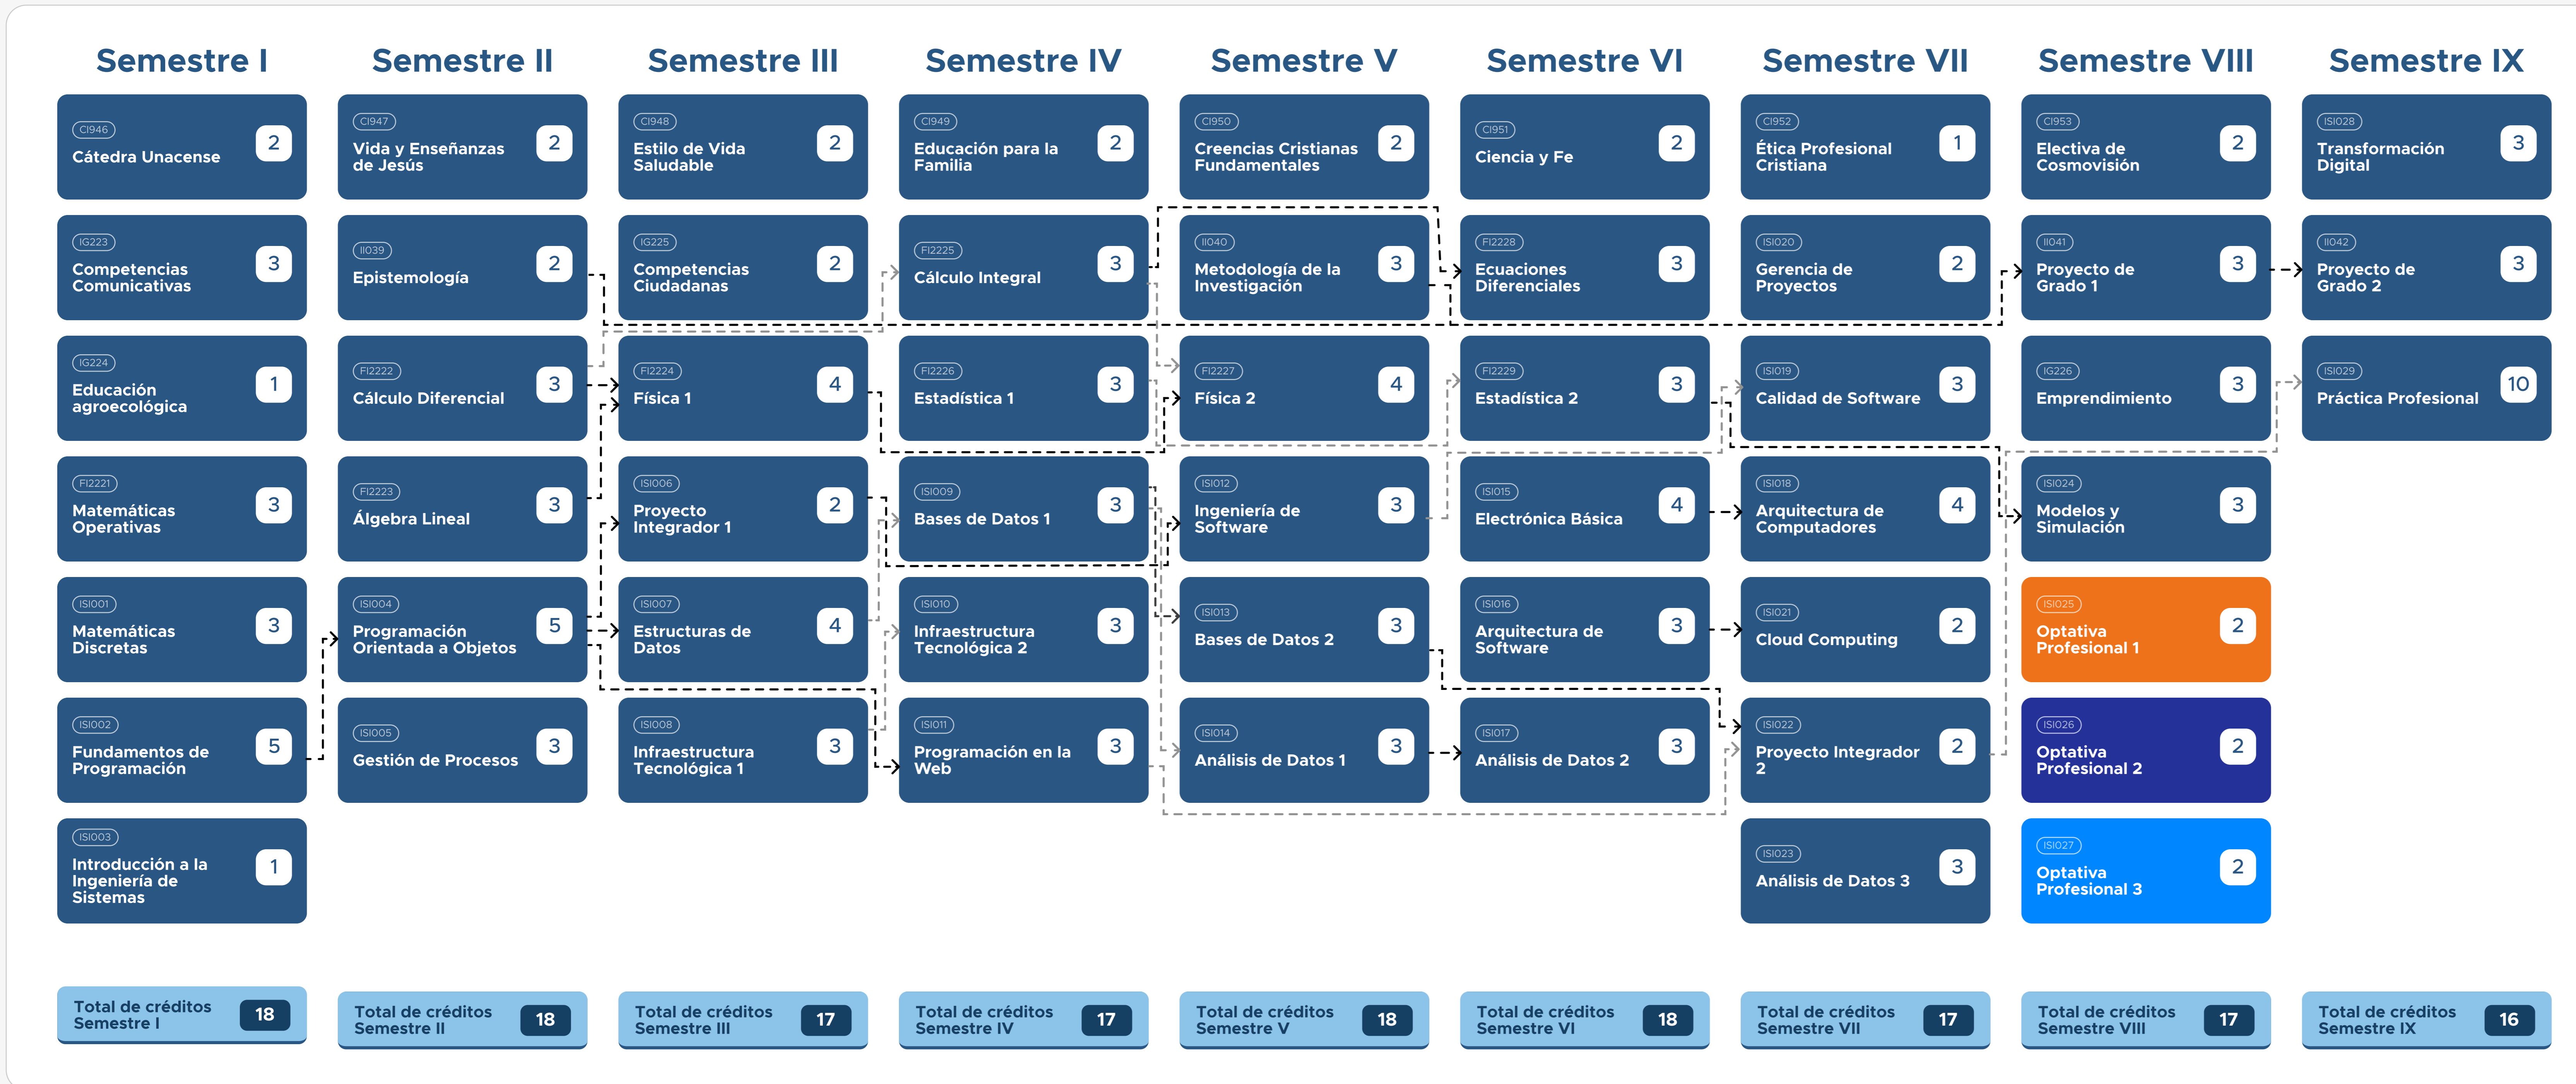 Semestre I
CI946
Cátedra Unacense
2
IG223
Competencias
Comunicativas
3
IG224
Educación
agroecológica
1
FI2221
Matemáticas
Operativas
3
ISI001
Matemáticas
Discretas
3
ISI002
Fundamentos de
Programación
5
ISI003
Introducción a la
Ingeniería de
Sistemas
1
Total de créditos
Semestre I
18
Semestre II
CI947
Vida y Enseñanzas
de Jesús
2
II039
Epistemología
2
FI2222
Cálculo Diferencial
3
FI2223
Álgebra Lineal
3
ISI004
Programación
Orientada a Objetos
5
ISI005
Gestión de Procesos
3
Total de créditos
Semestre II
18
Semestre III
CI948
Estilo de Vida
Saludable
2
IG225
Competencias
Ciudadanas
2
FI2224
Física 1
4
ISI006
Proyecto
Integrador 1
2
ISI007
Estructuras de
Datos
4
ISI008
Infraestructura
Tecnológica 1
3
Total de créditos
Semestre III
17
Semestre IV
CI949
Educación para la
Familia
2
FI2225
Cálculo Integral
3
FI2226
Estadística 1
3
ISI009
Bases de Datos 1
3
ISI010
Infraestructura
Tecnológica 2
3
ISI011
Programación en la
Web
3
Total de créditos
Semestre IV
17
Semestre V
CI950
Creencias Cristianas
Fundamentales
2
II040
Metodología de la
Investigación
3
FI2227
Física 2
4
ISI012
Ingeniería de
Software
3
ISI013
Bases de Datos 2
3
ISI014
Análisis de Datos 1
3
Total de créditos
Semestre V
18
Semestre VI
CI951
Ciencia y Fe
2
FI2228
Ecuaciones
Diferenciales
3
FI2229
Estadística 2
3
ISI015
Electrónica Básica
4
ISI016
Arquitectura de
Software
3
ISI017
Análisis de Datos 2
3
Total de créditos
Semestre VI
18
Semestre VII
CI952
Ética Profesional
Cristiana
1
ISI020
Gerencia de
Proyectos
2
ISI019
Calidad de Software
3
ISI018
Arquitectura de
Computadores
4
ISI021
Cloud Computing
2
ISI022
Proyecto Integrador
2
2
ISI023
Análisis de Datos 3
3
Total de créditos
Semestre VII
17
Semestre VIII
CI953
Electiva de
Cosmovisión
2
II041
Proyecto de
Grado 1
3
IG226
Emprendimiento
3
ISI024
Modelos y
Simulación
3
ISI025
Optativa
Profesional 1
2
ISI026
Optativa
Profesional 2
2
ISI027
Optativa
Profesional 3
2
Total de créditos
Semestre VIII
17
Semestre IX
ISI028
Transformación
Digital
3
II042
Proyecto de
Grado 2
3
ISI029
Práctica Profesional
10
Total de créditos
Semestre IX
16